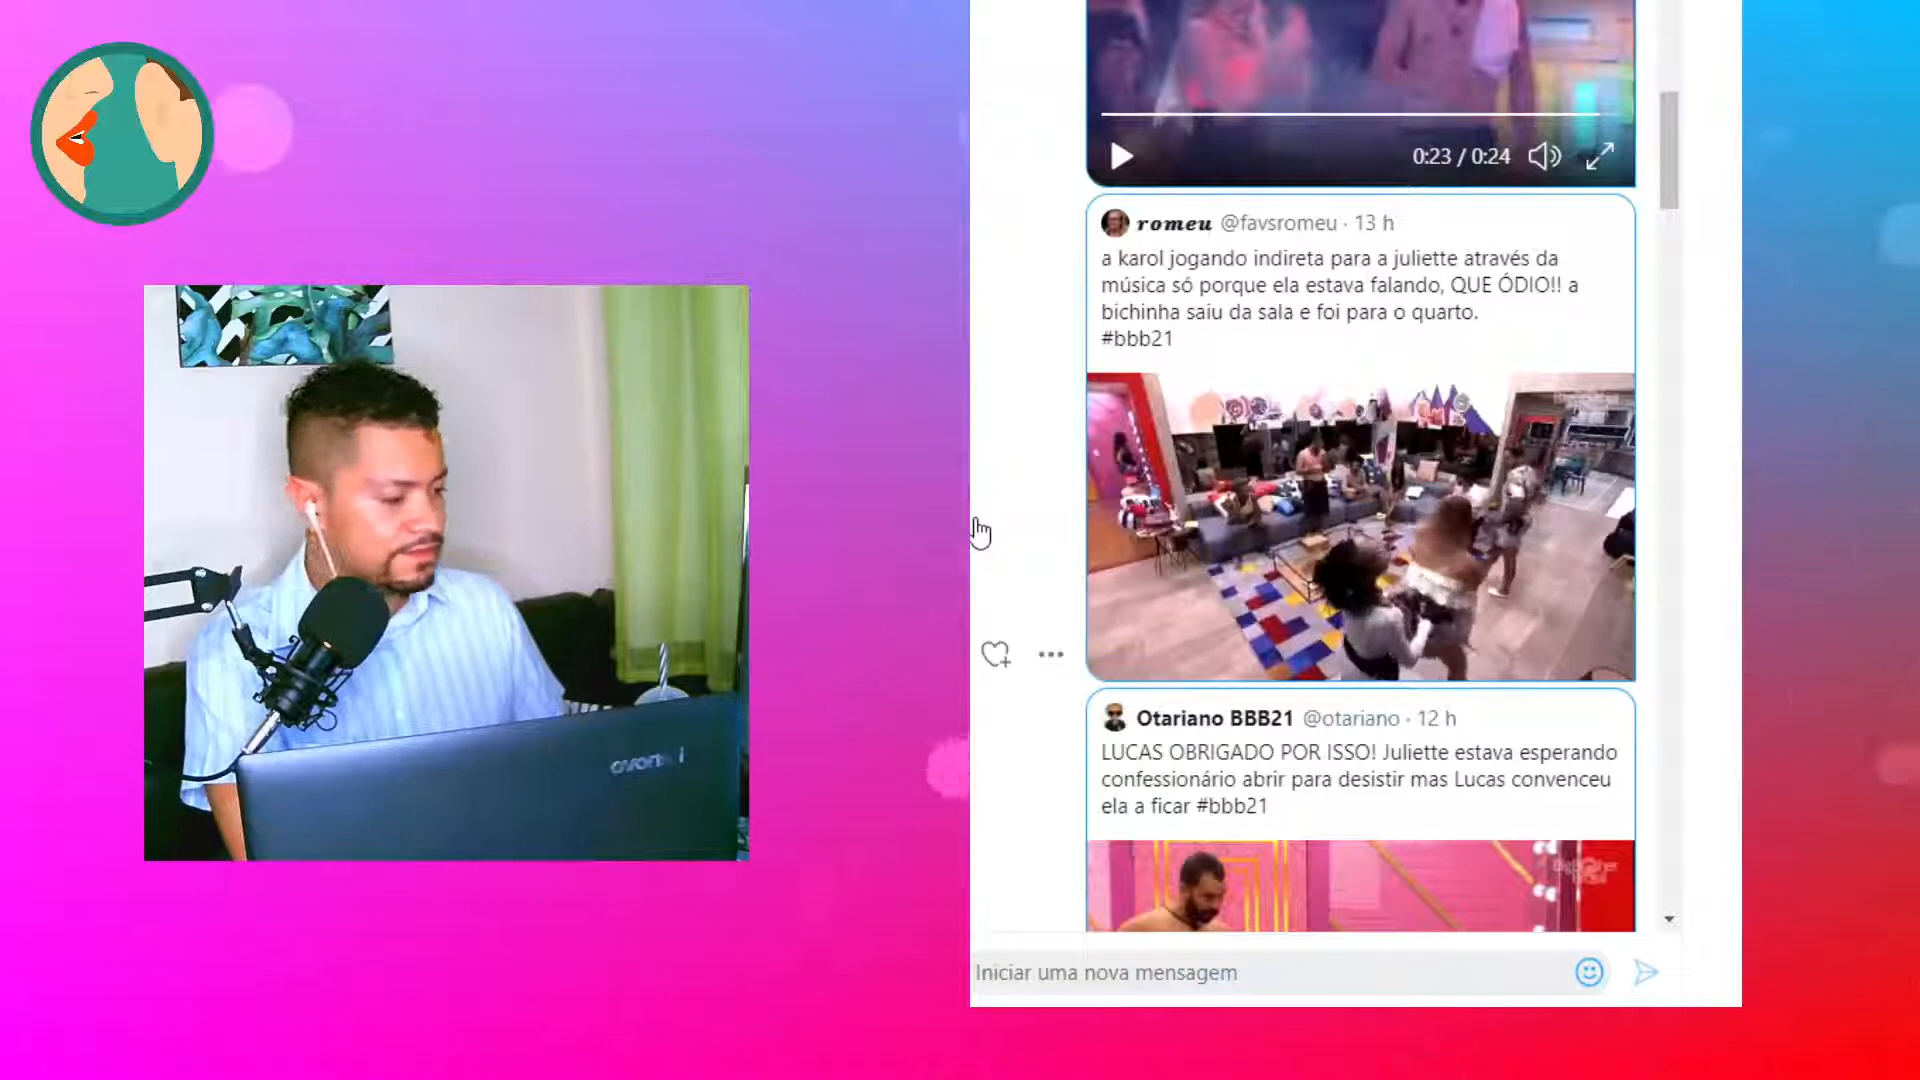 0:23 / 0:24
romeu @favsromeu · 13 h
a karol jogando indireta para a juliette através da
música só porque ela estava falando, QUE ÓDIO!! a
bichinha saiu da sala e foi para o quarto.
#bbb21
Otariano BBB21 @otariano · 12 h
LUCAS OBRIGADO POR ISSO! Juliette estava esperando
confessionário abrir para desistir mas Lucas convenceu
ela a ficar #bbb21
Iniciar uma nova mensagem